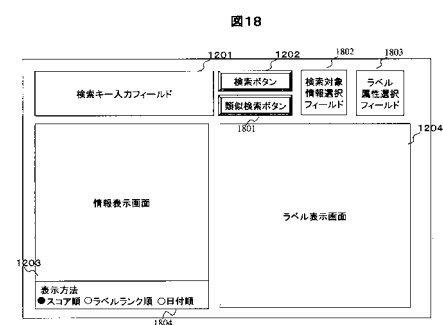 図18
1201
1202
1802
1803
検索キー入力フィールド
検索ボタン
類似検索ボタン
検索対象
情報選択
フィールド
ラベル
属性選択
フィールド
1801
1204
情報表示画面
ラベル表示画面
1203
表示方法
●スコア順 ○ラベルランク順 ○日付順
1804